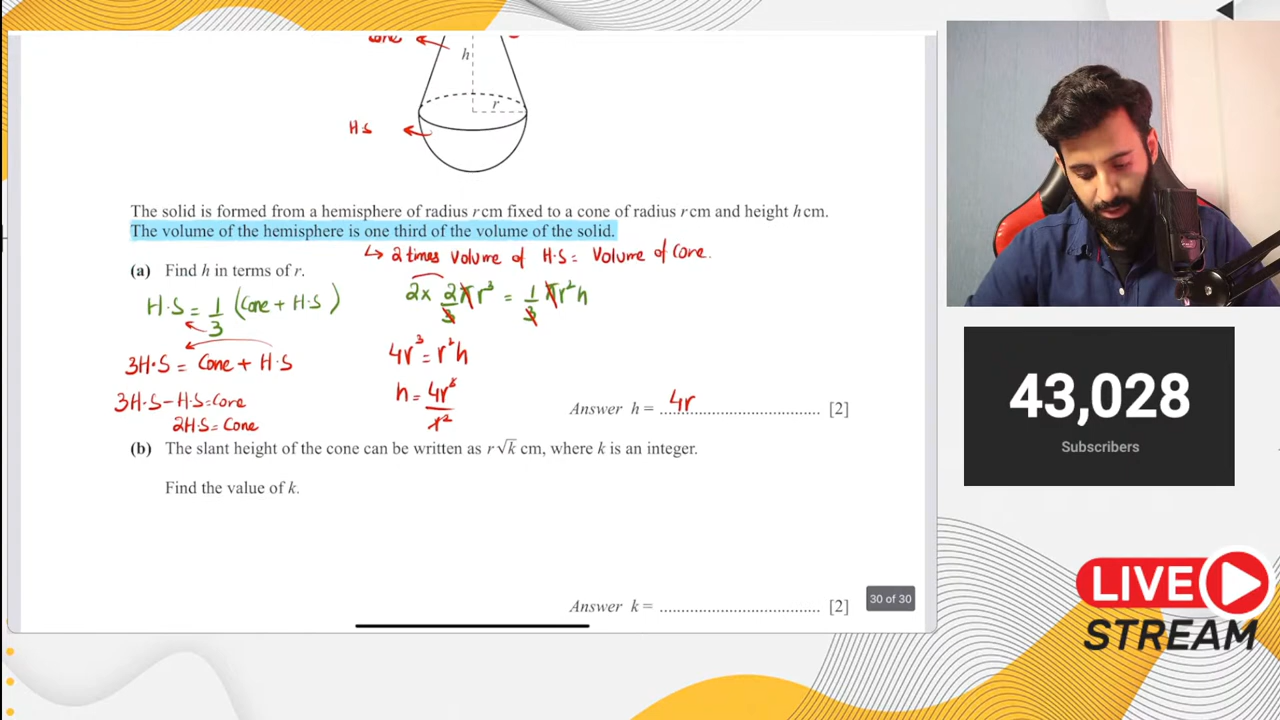 Cone
h
r
H·S
The solid is formed from a hemisphere of radius r cm fixed to a cone of radius r cm and height h cm.
The volume of the hemisphere is one third of the volume of the solid.
↳ 2 times volume of H·S = Volume of Cone.
(a) Find h in terms of r.
H·S = 1/3 (Cone + H·S)
3H·S = Cone + H·S
3H·S - H·S = Cone
2H·S = Cone
2 x 2/3 πr³ = 1/3 πr²h
4r³ = r²h
h = 4r³/r²
Answer h = 4r [2]
(b) The slant height of the cone can be written as r√k cm, where k is an integer.
Find the value of k.
Answer k = ........................................ [2]
30 of 30
43,028
Subscribers
LIVE
STREAM